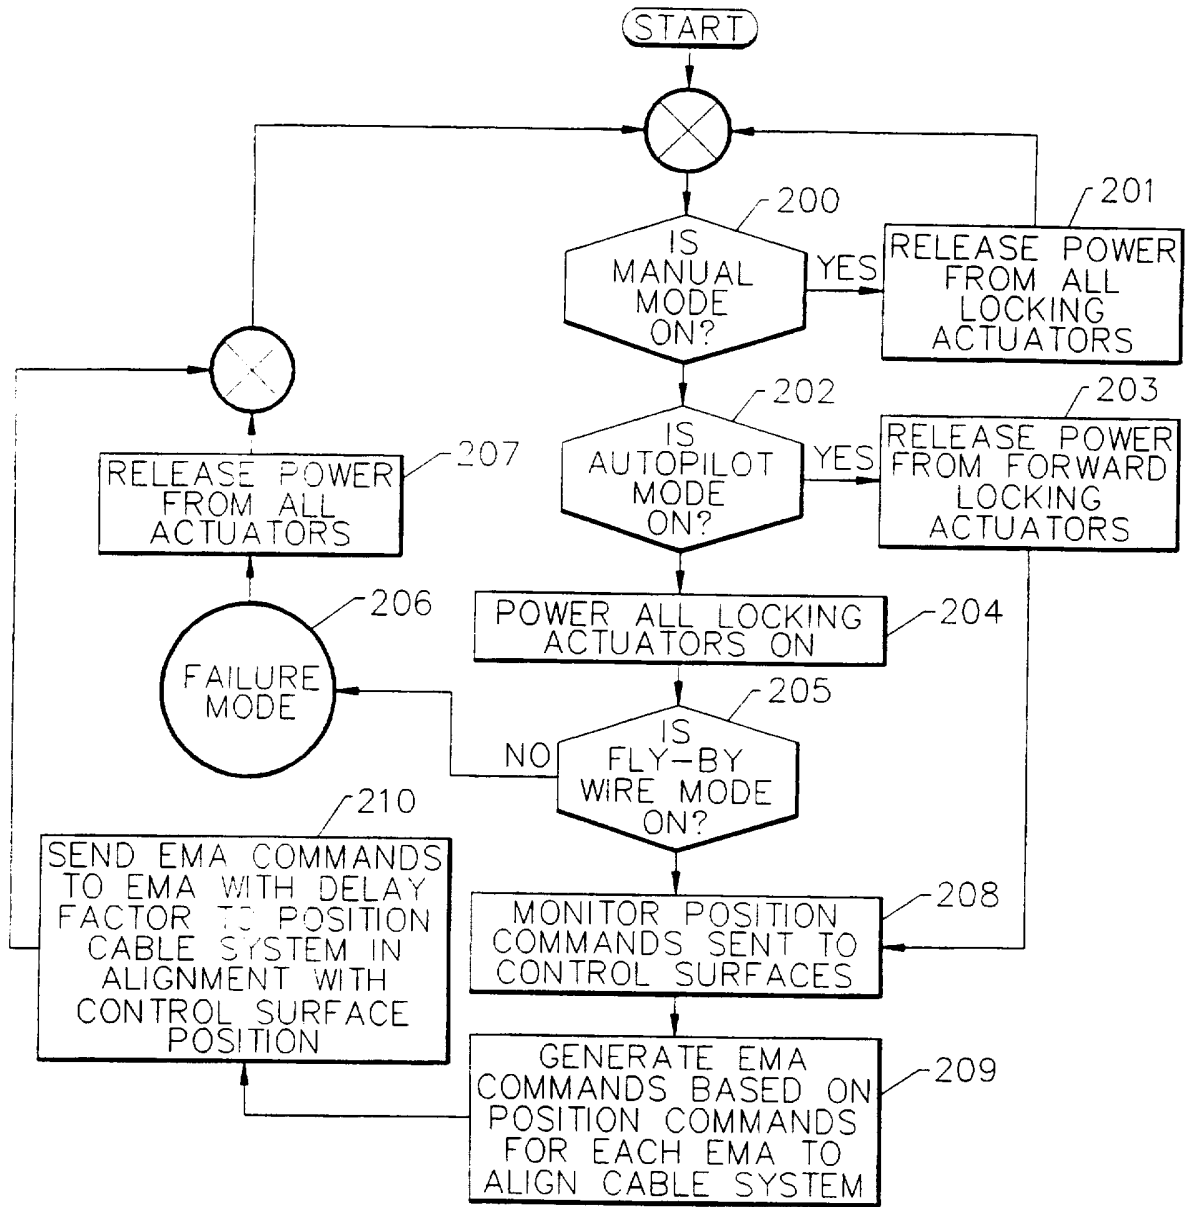 START
200
IS
MANUAL
MODE
ON?
YES
201
RELEASE POWER
FROM ALL
LOCKING
ACTUATORS
202
IS
AUTOPILOT
MODE
ON?
YES
203
RELEASE POWER
FROM FORWARD
LOCKING
ACTUATORS
207
RELEASE POWER
FROM ALL
ACTUATORS
204
POWER ALL LOCKING
ACTUATORS ON
206
FAILURE
MODE
205
IS
FLY-BY
WIRE MODE
ON?
NO
208
MONITOR POSITION
COMMANDS SENT TO
CONTROL SURFACES
210
SEND EMA COMMANDS
TO EMA WITH DELAY
FACTOR TO POSITION
CABLE SYSTEM IN
ALIGNMENT WITH
CONTROL SURFACE
POSITION
209
GENERATE EMA
COMMANDS BASED ON
POSITION COMMANDS
FOR EACH EMA TO
ALIGN CABLE SYSTEM